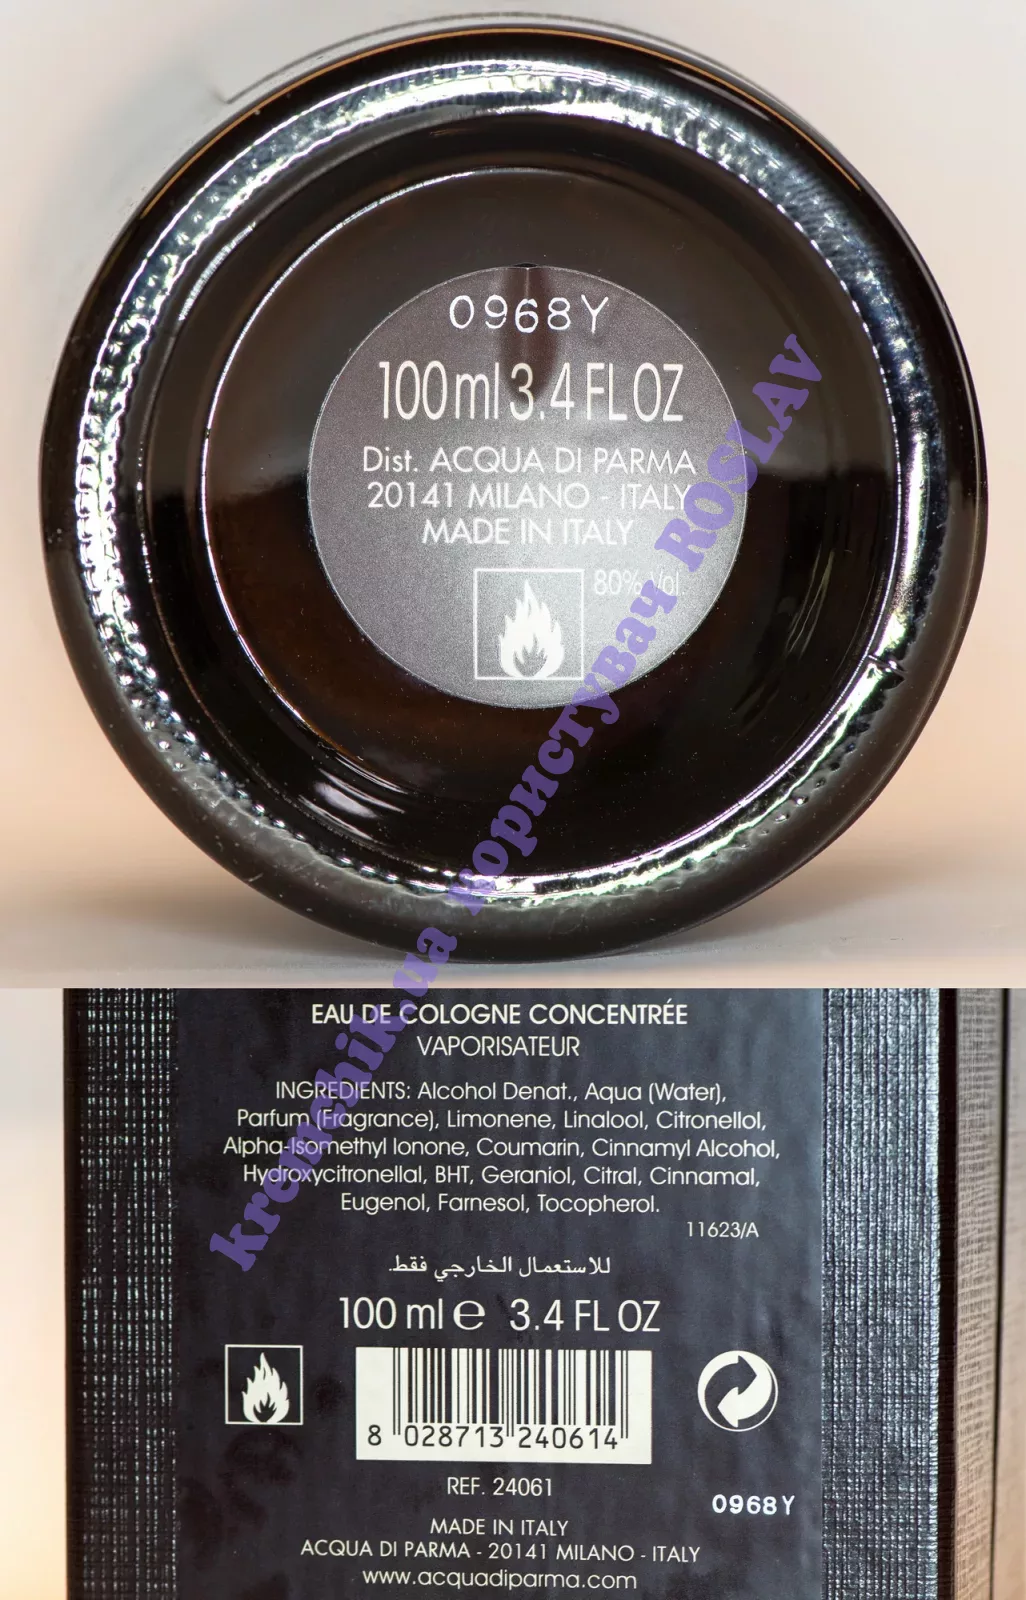 0968Y
100ml 3.4 FL OZ
Dist. ACQUA DI PARMA
20141 MILANO - ITALY
MADE IN ITALY
80% Vol.
kremchik.ua користувач ROSLAV
EAU DE COLOGNE CONCENTRÉE
VAPORISATEUR
INGREDIENTS: Alcohol Denat., Aqua (Water),
Parfum (Fragrance), Limonene, Linalool, Citronellol,
Alpha-Isomethyl Ionone, Coumarin, Cinnamyl Alcohol,
Hydroxycitronellal, BHT, Geraniol, Citral, Cinnamal,
Eugenol, Farnesol, Tocopherol.
11623/A
للاستعمال الخارجي فقط.
100 ml ℮ 3.4 FL OZ
8 028713 240614
REF. 24061
0968Y
MADE IN ITALY
ACQUA DI PARMA - 20141 MILANO - ITALY
www.acquadiparma.com